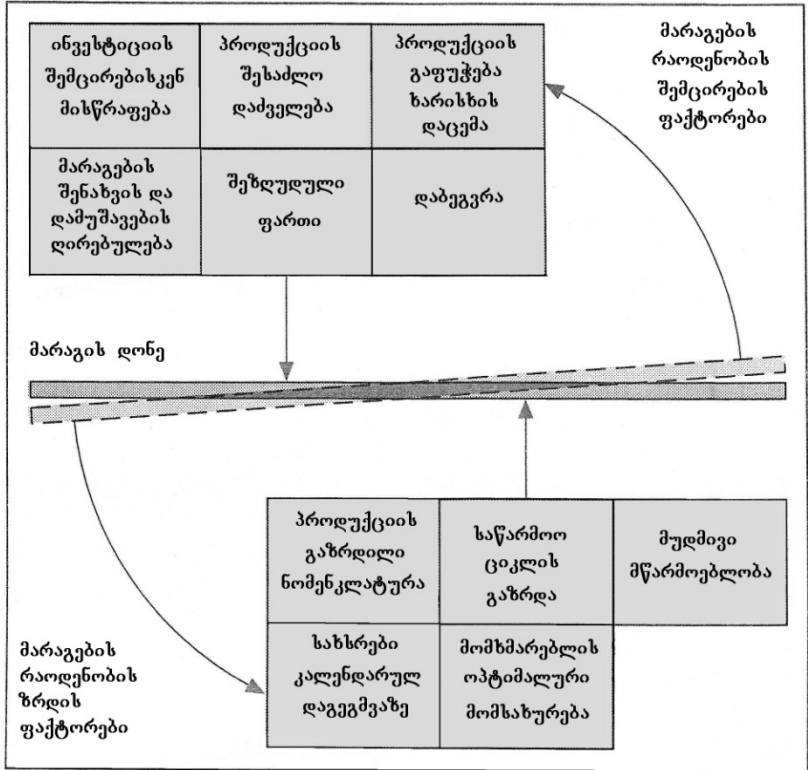 ინვესტიციის
შემცირებისკენ
მისწრაფება
პროდუქციის
შესაძლო
დაძველება
პროდუქციის
გაფუჭება
ხარისხის
დაცემა
მარაგების
რაოდენობის
შემცირების
ფაქტორები
მარაგების
შენახვის და
დამუშავების
ღირებულება
შეზღუდული
ფართი
დაბეგვრა
მარაგის დონე
პროდუქციის
გაზრდილი
ნომენკლატურა
საწარმოო
ციკლის
გაზრდა
მუდმივი
მწარმოებლობა
სახსრები
კალენდარულ
დაგეგმვაზე
მომხმარებლის
ოპტიმალური
მომსახურება
მარაგების
რაოდენობის
ზრდის
ფაქტორები